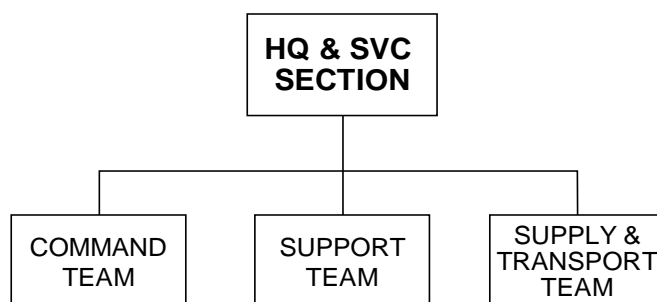 HQ & SVC
SECTION
COMMAND
TEAM
SUPPORT
TEAM
SUPPLY &
TRANSPORT
TEAM